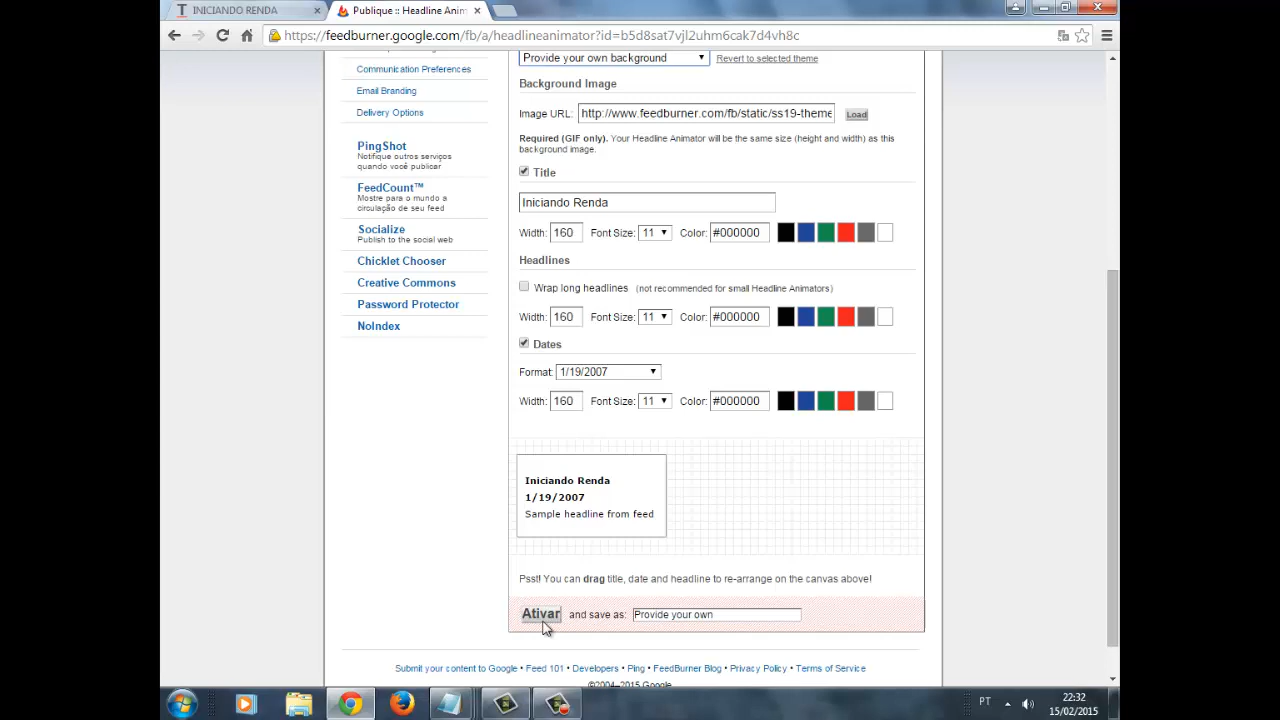 INICIANDO RENDA
Publique :: Headline Anim
https://feedburner.google.com/fb/a/headlineanimator?id=b5d8sat7vjl2uhm6cak7d4vh8c
Communication Preferences
Email Branding
Delivery Options
PingShot
Notifique outros serviços
quando você publicar
FeedCount™
Mostre para o mundo a
circulação de seu feed
Socialize
Publish to the social web
Chicklet Chooser
Creative Commons
Password Protector
NoIndex
Provide your own background
Revert to selected theme
Background Image
Image URL: http://www.feedburner.com/fb/static/ss19-theme Load
Required (GIF only). Your Headline Animator will be the same size (height and width) as this
background image.
Title
Iniciando Renda
Width: 160 Font Size: 11 Color: #000000
Headlines
Wrap long headlines (not recommended for small Headline Animators)
Width: 160 Font Size: 11 Color: #000000
Dates
Format: 1/19/2007
Width: 160 Font Size: 11 Color: #000000
Iniciando Renda
1/19/2007
Sample headline from feed
Psst! You can drag title, date and headline to re-arrange on the canvas above!
Ativar and save as: Provide your own
Submit your content to Google • Feed 101 • Developers • Ping • FeedBurner Blog • Privacy Policy • Terms of Service
©2004–2015 Google
PT
22:32
15/02/2015